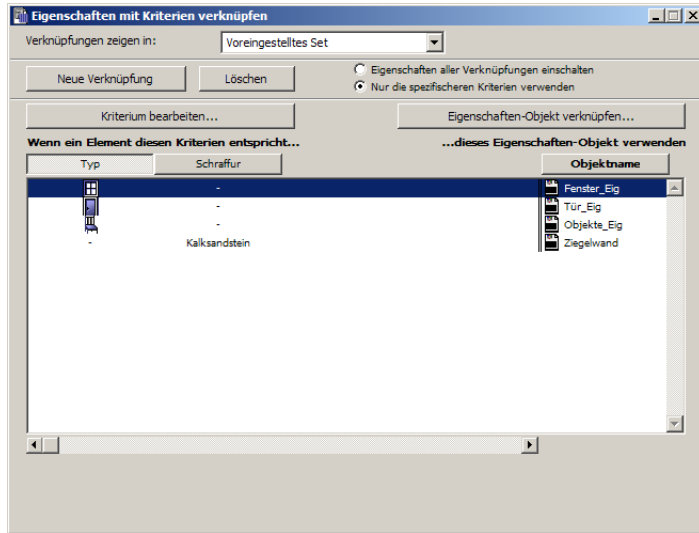 Eigenschaften mit Kriterien verknüpfen
Verknüpfungen zeigen in: Voreingestelltes Set
Neue Verknüpfung Löschen
Eigenschaften aller Verknüpfungen einschalten
Nur die spezifischeren Kriterien verwenden
Kriterium bearbeiten... Eigenschaften-Objekt verknüpfen...
Wenn ein Element diesen Kriterien entspricht... ...dieses Eigenschaften-Objekt verwenden
Typ Schraffur Objektname
- Fenster_Eig
- Tür_Eig
- Objekte_Eig
- Kalksandstein Ziegelwand